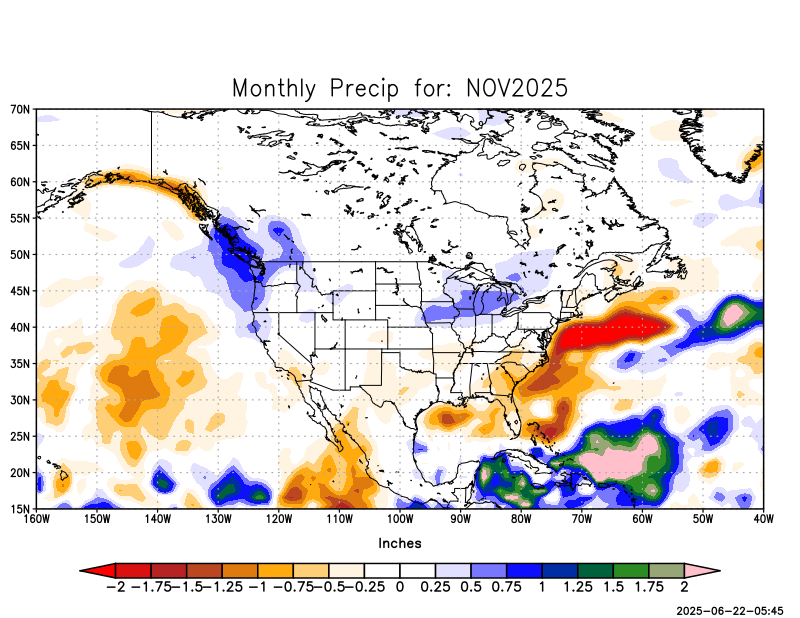 Monthly Precip for: NOV2025
70N
65N
60N
55N
50N
45N
40N
35N
30N
25N
20N
15N
160W 150W 140W 130W 120W 110W 100W 90W 80W 70W 60W 50W 40W
Inches
-2 -1.75 -1.5 -1.25 -1 -0.75 -0.5 -0.25 0 0.25 0.5 0.75 1 1.25 1.5 1.75 2
2025-06-22-05:45